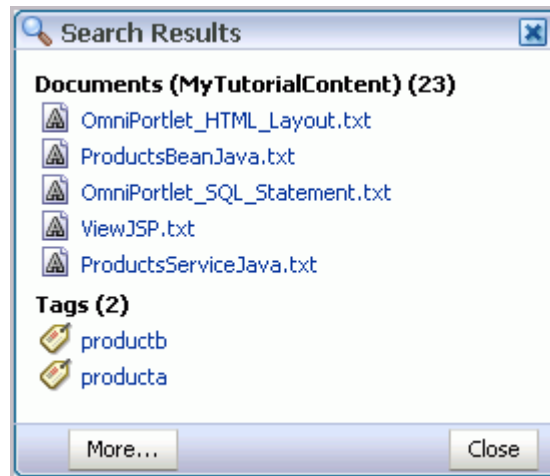 Search Results
Documents (MyTutorialContent) (23)
OmniPortlet_HTML_Layout.txt
ProductsBeanJava.txt
OmniPortlet_SQL_Statement.txt
ViewJSP.txt
ProductsServiceJava.txt
Tags (2)
productb
producta
More... Close